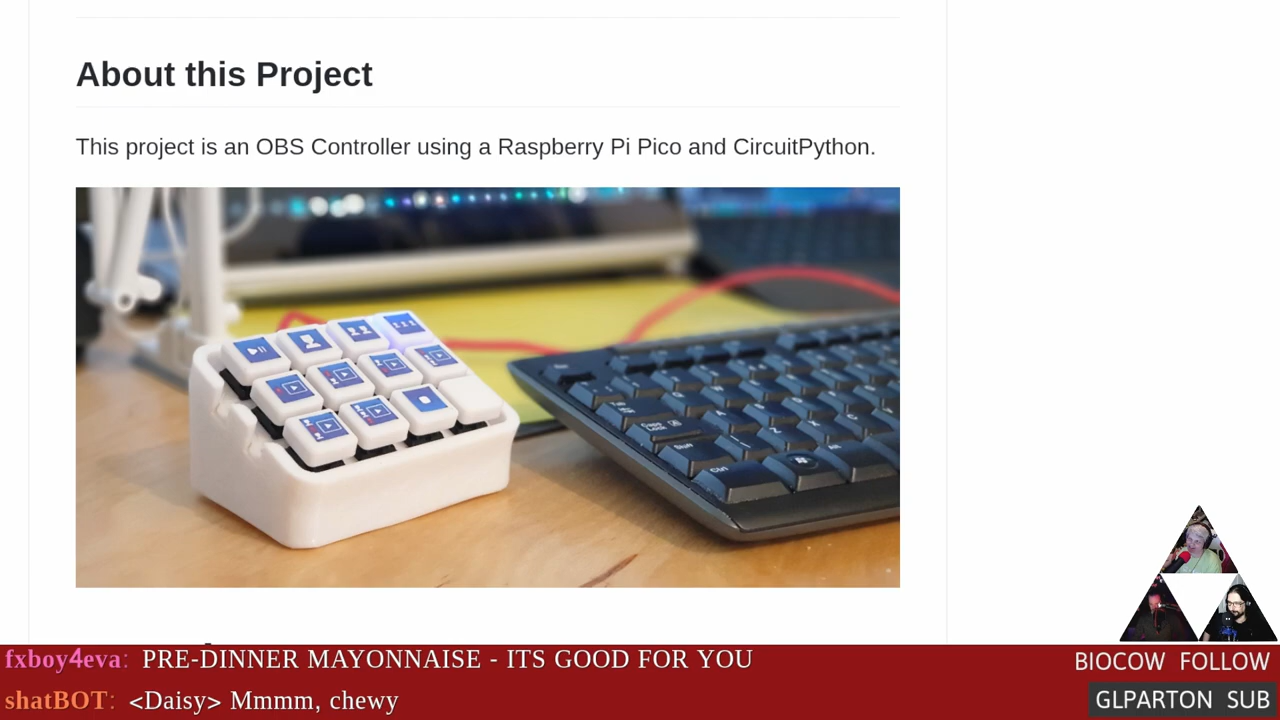 About this Project
This project is an OBS Controller using a Raspberry Pi Pico and CircuitPython.
fxboy4eva: PRE-DINNER MAYONNAISE - ITS GOOD FOR YOU
BIOCOW FOLLOW
shatBOT: <Daisy> Mmmm, chewy
GLPARTON SUB